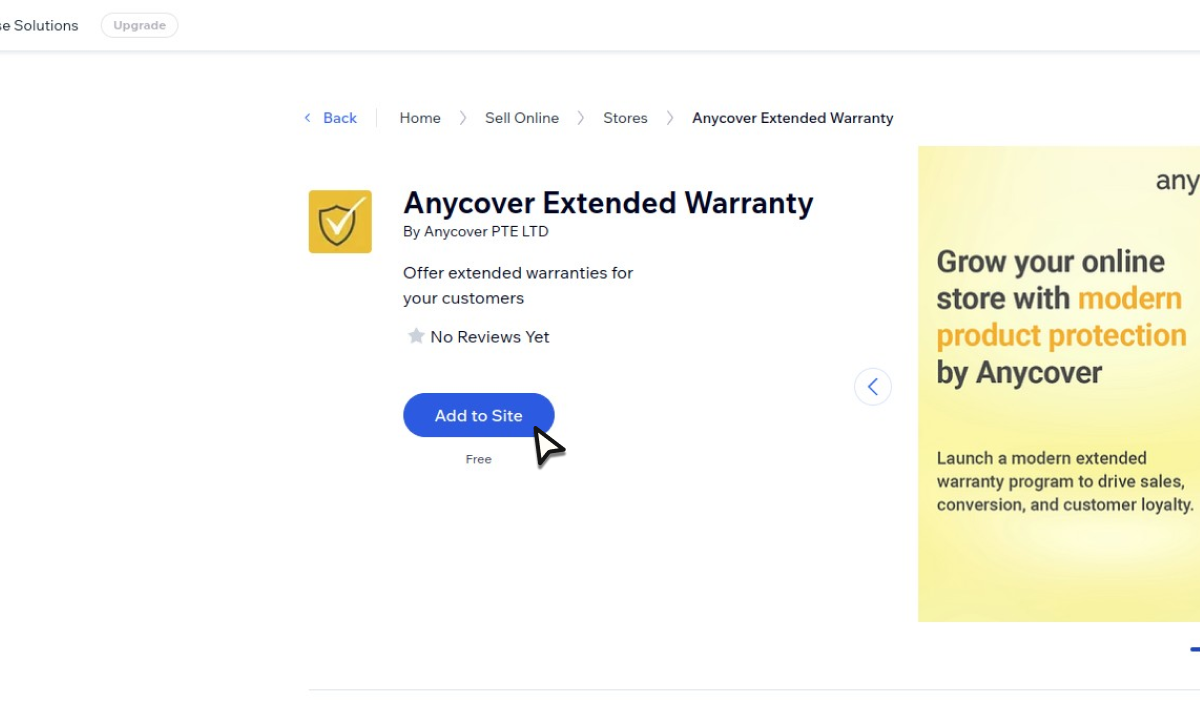 se Solutions
Upgrade
Back
Home
Sell Online
Stores
Anycover Extended Warranty
Anycover Extended Warranty
By Anycover PTE LTD
Offer extended warranties for
your customers
No Reviews Yet
Add to Site
Free
any
Grow your online
store with modern
product protection
by Anycover
Launch a modern extended
warranty program to drive sales,
conversion, and customer loyalty.